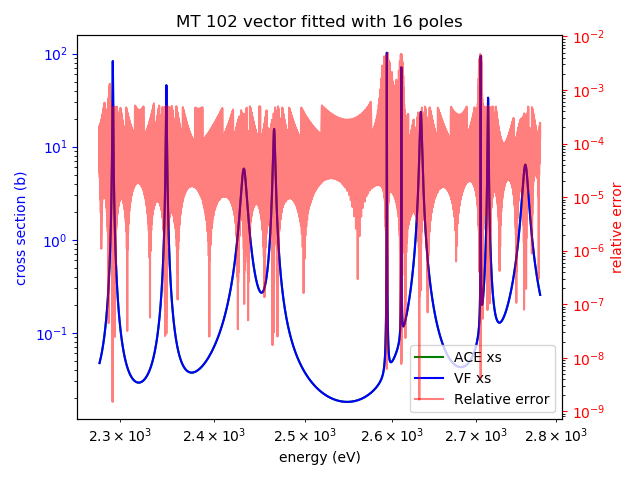 MT 102 vector fitted with 16 poles
10²
10¹
10⁰
10⁻¹
cross section (b)
10⁻²
10⁻³
10⁻⁴
10⁻⁵
10⁻⁶
10⁻⁷
10⁻⁸
10⁻⁹
relative error
ACE xs
VF xs
Relative error
2.3 × 10³ 2.4 × 10³ 2.5 × 10³ 2.6 × 10³ 2.7 × 10³ 2.8 × 10³
energy (eV)